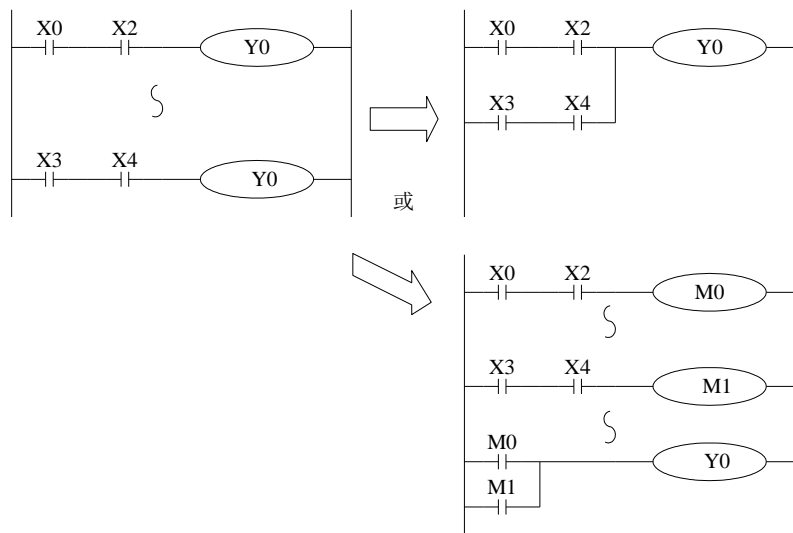 X0 X2 Y0
X3 X4 Y0
或
X0 X2 Y0
X3 X4
X0 X2 M0
X3 X4 M1
M0 Y0
M1